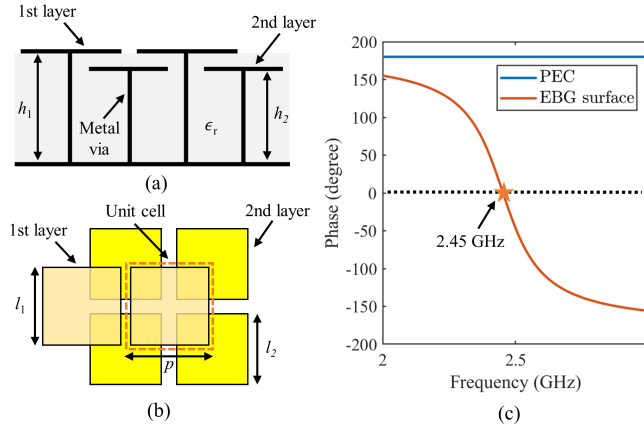 1st layer
2nd layer
h1
Metal
via
ϵr
h2
(a)
Unit cell
1st layer
2nd layer
l1
l2
p
(b)
200
150
100
50
0
-50
-100
-150
-200
Phase (degree)
PEC
EBG surface
2.45 GHz
2
2.5
Frequency (GHz)
(c)